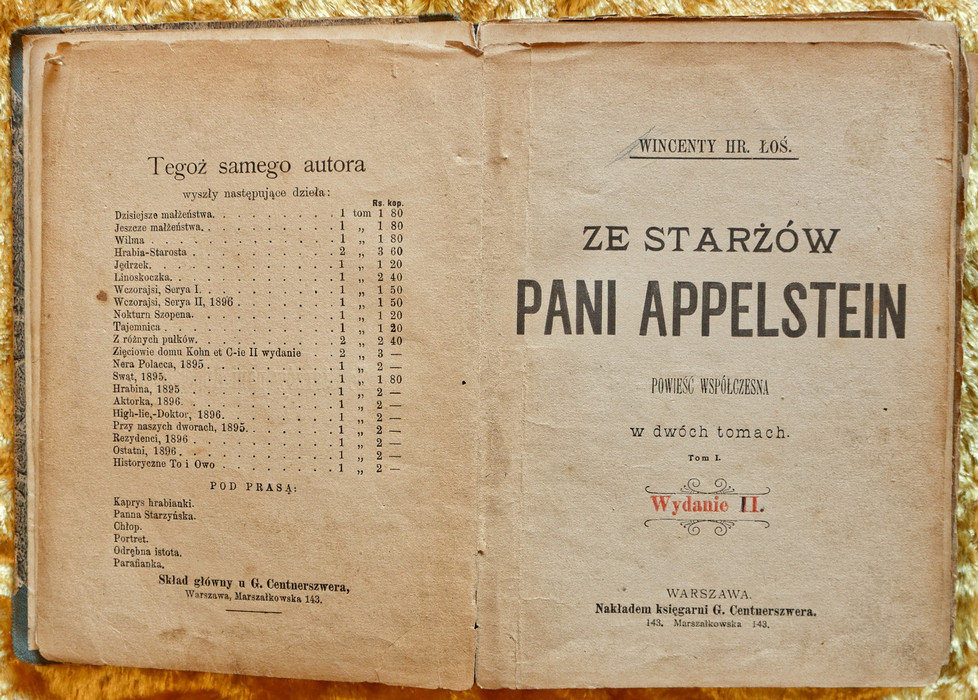 Tegoż samego autora
wyszły następujące dzieła:
Rs. kop.
Dzisiejsze małżeństwa. . . . . . . . . 1 tom 1 80
Jeszcze małżeństwa. . . . . . . . . . 1 „ 1 80
Wilma . . . . . . . . . . . . . 1 „ 1 80
Hrabia-Starosta . . . . . . . . . . 2 „ 3 60
Jędrzek. . . . . . . . . . . . . 1 „ 1 20
Linoskoczka. . . . . . . . . . . . 1 „ 2 40
Wczorajsi, Serya I. . . . . . . . . . 1 „ 1 50
Wczorajsi, Serya II, 1896 . . . . . . . 1 „ 1 50
Nokturn Szopena. . . . . . . . . . 1 „ 1 20
Tajemnica . . . . . . . . . . . . 1 „ 1 20
Z różnych pułków. . . . . . . . . . 2 „ 2 40
Zięciowie domu Kohn et C-ie II wydanie . . 2 „ 3 —
Nera Polacca, 1895 . . . . . . . . . 1 „ 2 —
Swąt, 1895. . . . . . . . . . . . 1 „ 1 80
Hrabina, 1895 . . . . . . . . . . . 1 „ 2 —
Aktorka, 1896. . . . . . . . . . . 1 „ 2 —
High-lie,-Doktor, 1896. . . . . . . . 1 „ 2 —
Przy naszych dworach, 1895. . . . . . . 1 „ 2 —
Rezydenci, 1896 . . . . . . . . . . 1 „ 2 —
Ostatni, 1896 . . . . . . . . . . . 1 „ 2 —
Historyczne To i Owo . . . . . . . . 1 „ 2 —
POD PRASĄ:
Kaprys hrabianki.
Panna Starzyńska.
Chłop.
Portret.
Odrębna istota.
Parafianka.
Skład główny u G. Centnerszwera,
Warszawa, Marszałkowska 143.
WINCENTY HR. ŁOŚ.
ZE STARŻÓW
PANI APPELSTEIN
POWIEŚĆ WSPÓŁCZESNA
w dwóch tomach.
Tom I.
Wydanie II.
WARSZAWA.
Nakładem księgarni G. Centnerszwera.
143. Marszałkowska 143.